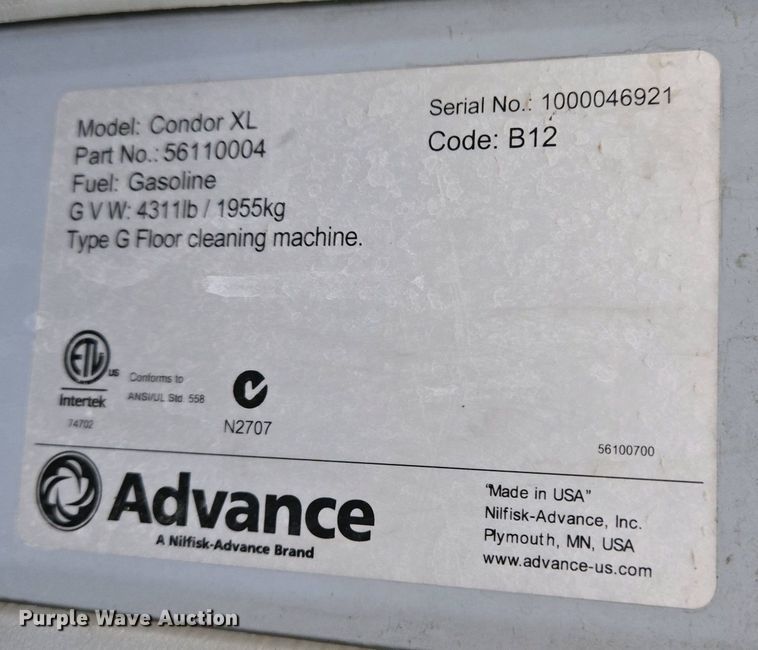 Model: Condor XL
Part No.: 56110004
Fuel: Gasoline
G V W: 4311lb / 1955kg
Type G Floor cleaning machine.
Serial No.: 1000046921
Code: B12
ETL
US
Intertek
74702
Conforms to
ANSI/UL Std. 558
N2707
56100700
Advance
A Nilfisk-Advance Brand
"Made in USA"
Nilfisk-Advance, Inc.
Plymouth, MN, USA
www.advance-us.com
Purple Wave Auction